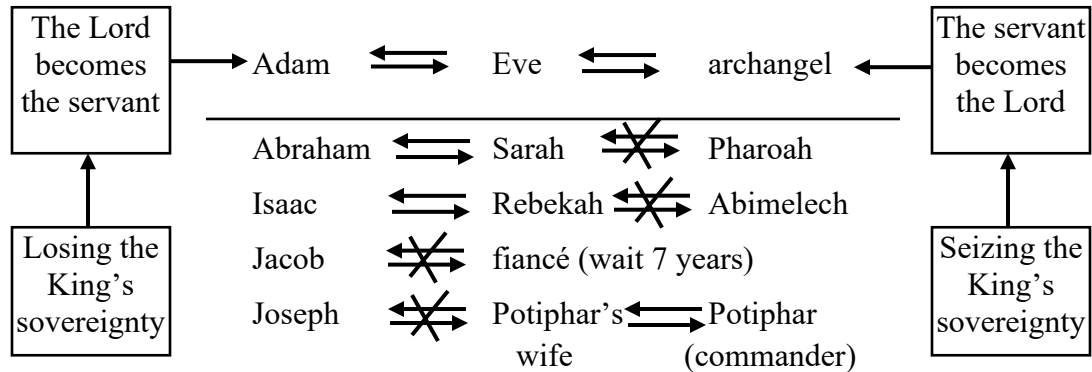 The Lord
becomes
the servant
Adam Eve archangel
The servant
becomes
the Lord
Abraham Sarah Pharoah
Isaac Rebekah Abimelech
Losing the
King’s
sovereignty
Jacob fiancé (wait 7 years)
Joseph Potiphar’s Potiphar
wife (commander)
Seizing the
King’s
sovereignty